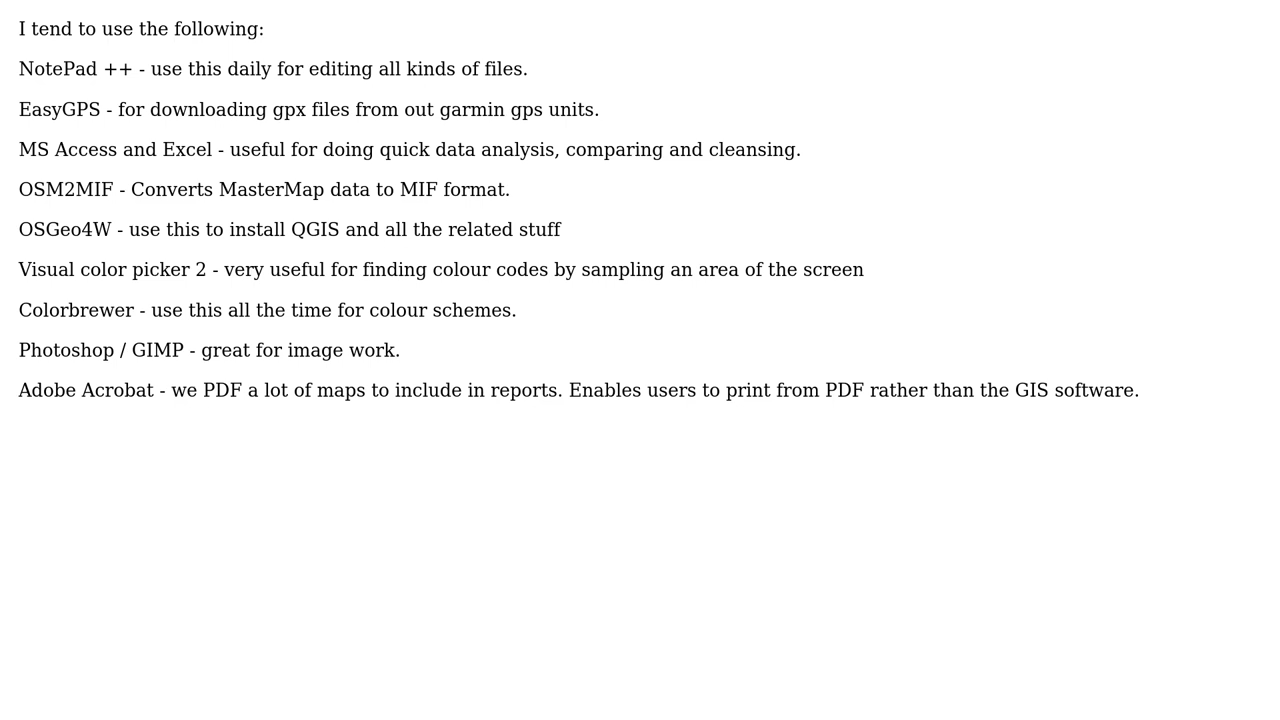 I tend to use the following:
NotePad ++ - use this daily for editing all kinds of files.
EasyGPS - for downloading gpx files from out garmin gps units.
MS Access and Excel - useful for doing quick data analysis, comparing and cleansing.
OSM2MIF - Converts MasterMap data to MIF format.
OSGeo4W - use this to install QGIS and all the related stuff
Visual color picker 2 - very useful for finding colour codes by sampling an area of the screen
Colorbrewer - use this all the time for colour schemes.
Photoshop / GIMP - great for image work.
Adobe Acrobat - we PDF a lot of maps to include in reports. Enables users to print from PDF rather than the GIS software.